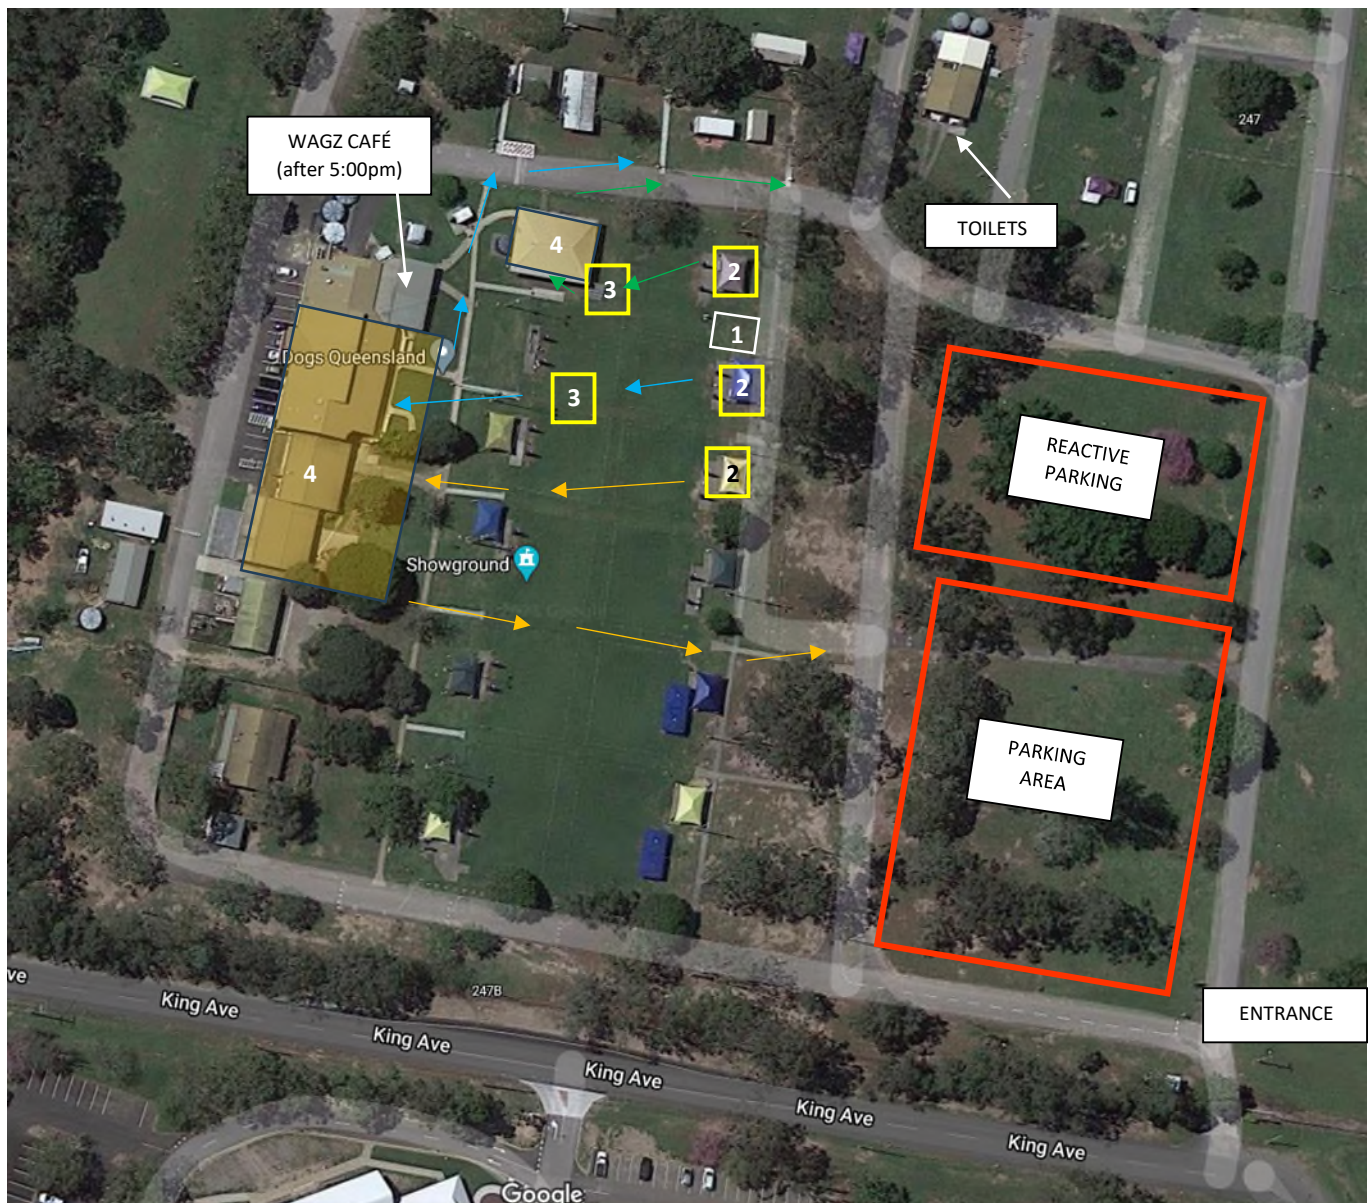 WAGZ CAFÉ
(after 5:00pm)
247
TOILETS
4
2
3
1
Dogs Queensland
2
3
REACTIVE
PARKING
4
2
Showground
PARKING
AREA
ve
King Ave
247B
ENTRANCE
King Ave
King Ave
King Ave
King Ave
Google